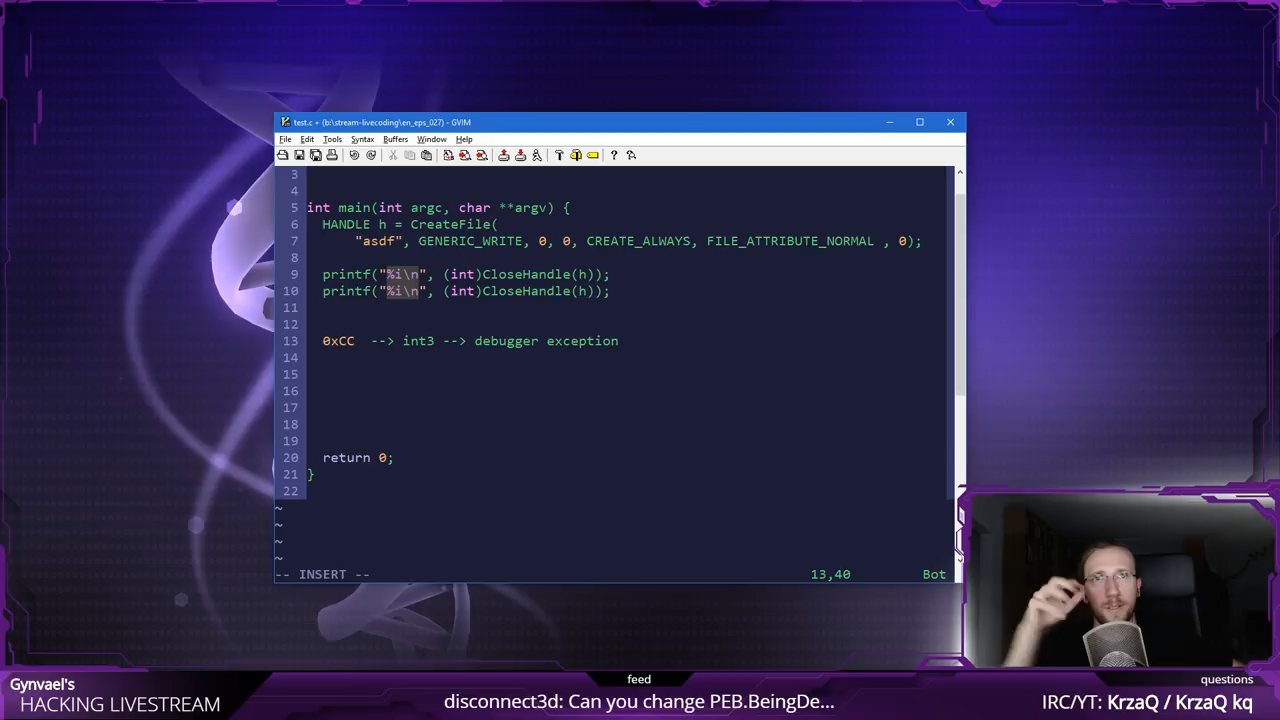 test.c + (b:\stream-livecoding\en_eps_027) - GVIM
File Edit Tools Syntax Buffers Window Help
3
4
5 int main(int argc, char **argv) {
6 HANDLE h = CreateFile(
7 "asdf", GENERIC_WRITE, 0, 0, CREATE_ALWAYS, FILE_ATTRIBUTE_NORMAL , 0);
8
9 printf("%i\n", (int)CloseHandle(h));
10 printf("%i\n", (int)CloseHandle(h));
11
12
13 0xCC --> int3 --> debugger exception
14
15
16
17
18
19
20 return 0;
21 }
22
~
~
~
~
-- INSERT -- 13,40 Bot
Gynvael's
HACKING LIVESTREAM
feed
disconnect3d: Can you change PEB.BeingDe...
questions
IRC/YT: KrzaQ / KrzaQ kq